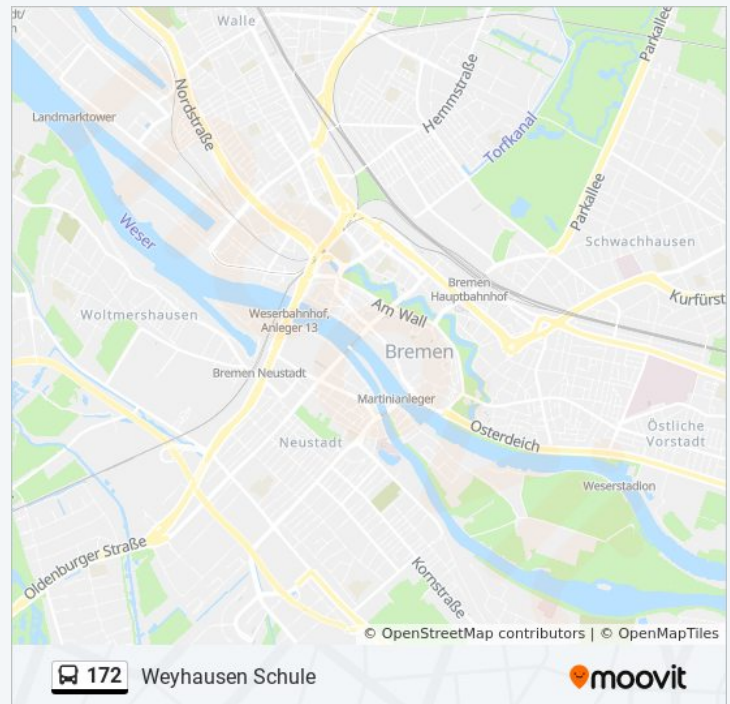 dt/
Walle
Parkallee
Hemmstraße
Nordstraße
Landmarktower
Torfkanal
Parkallee
Weser
Schwachhausen
Bremen
Hauptbahnhof
Kurfürst
Woltmershausen
Weserbahnhof,
Anleger 13
Am Wall
Bremen
Bremen Neustadt
Martinianleger
Neustadt
Osterdeich
Östliche
Vorstadt
Weserstadion
Oldenburger Straße
Kornstraße
© OpenStreetMap contributors | © OpenMapTiles
172 Weyhausen Schule
moovit